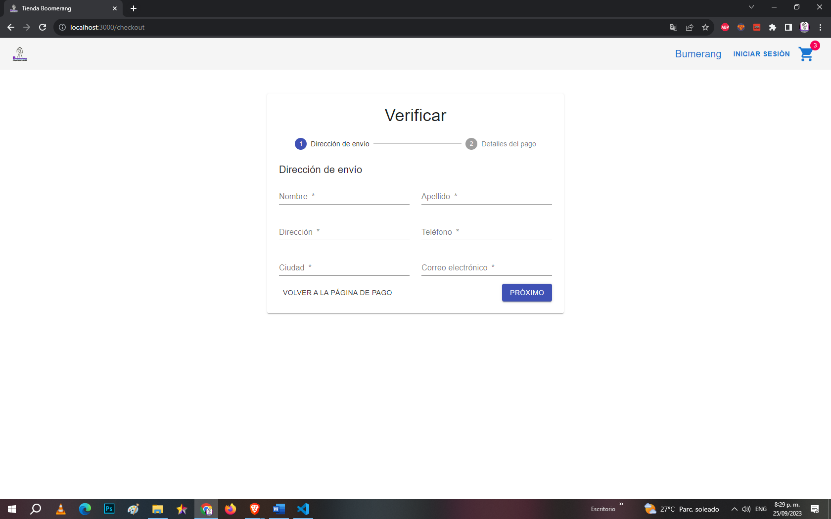 Tienda Boomerang
localhost:3000/checkout
Bumerang
INICIAR SESIÓN
3
Verificar
1 Dirección de envío
2 Detalles del pago
Dirección de envío
Nombre *
Apellido *
Dirección *
Teléfono *
Ciudad *
Correo electrónico *
VOLVER A LA PÁGINA DE PAGO
PRÓXIMO
Escritorio
27°C Parc. soleado
ENG
8:29 p. m.
25/09/2023